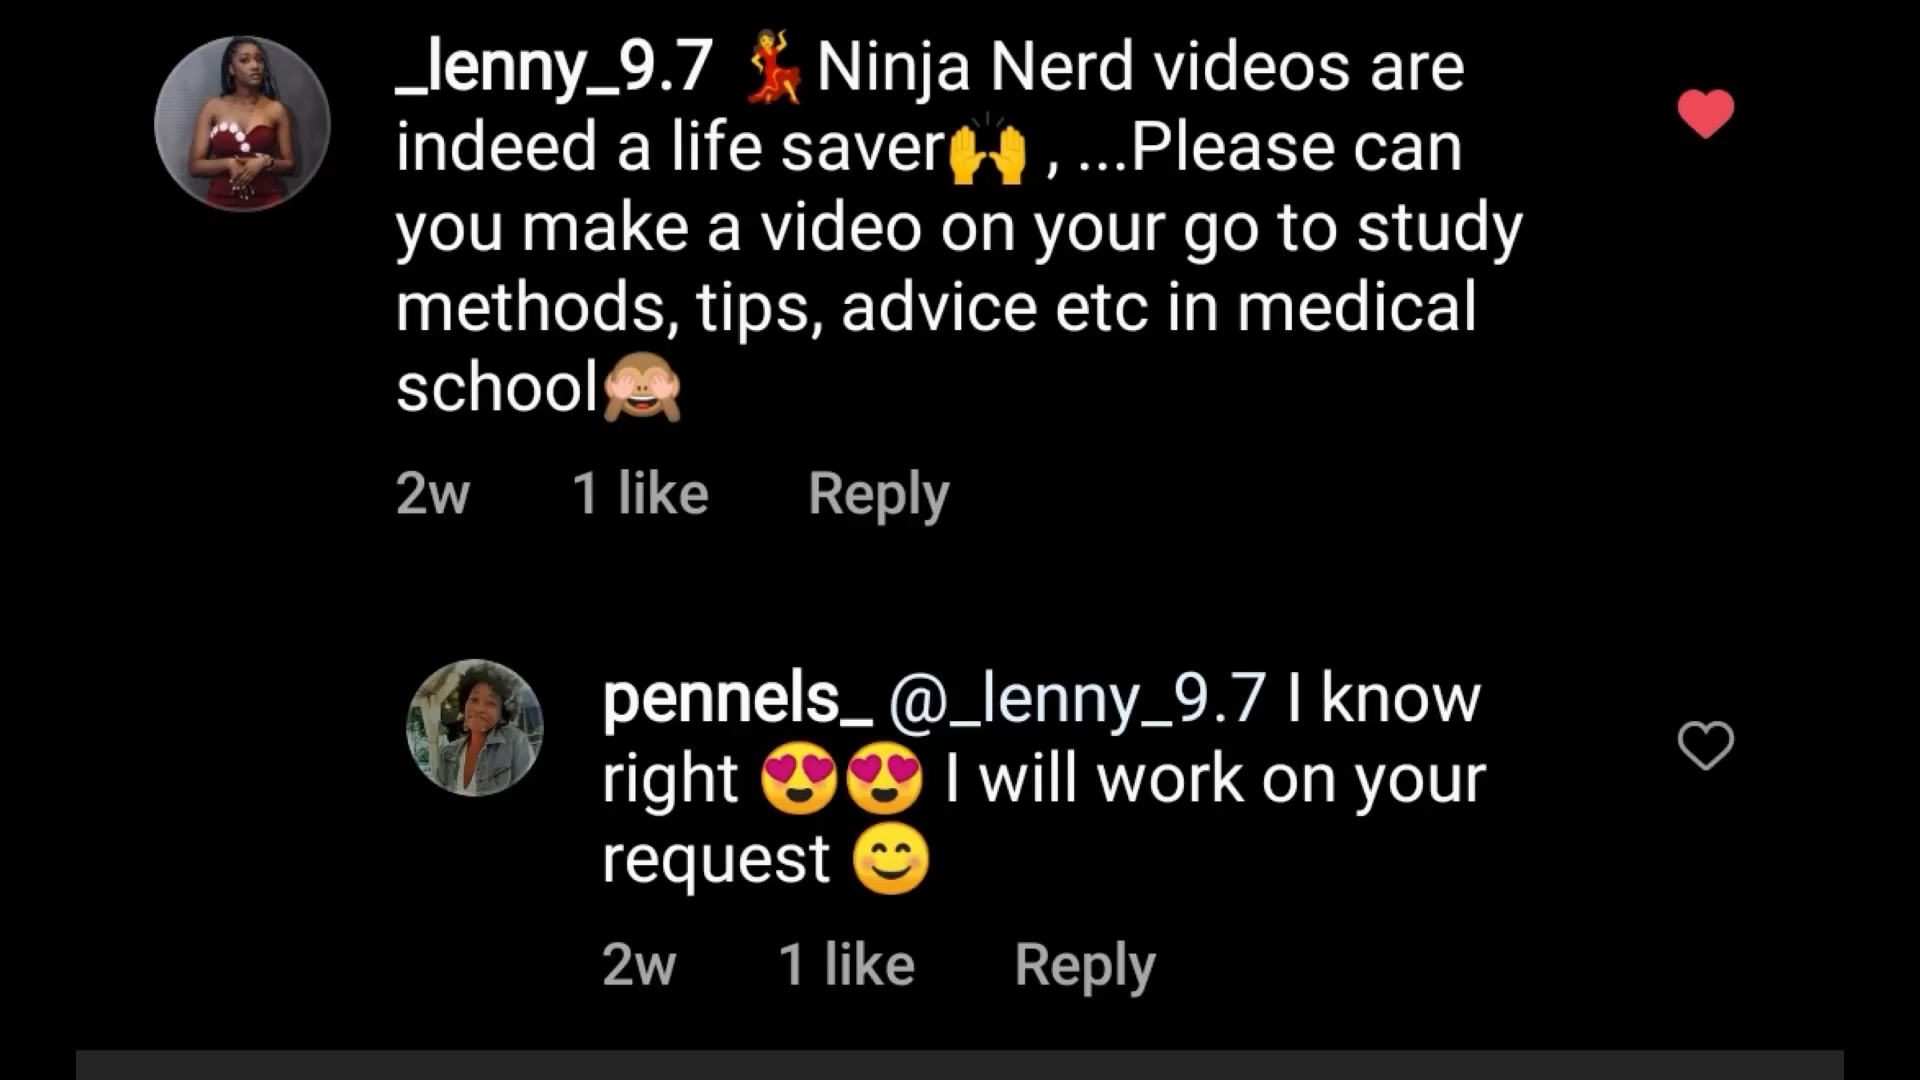 _lenny_9.7 💃 Ninja Nerd videos are
indeed a life saver🙌 , ...Please can
you make a video on your go to study
methods, tips, advice etc in medical
school🙈
2w 1 like Reply
pennels_ @_lenny_9.7 I know
right 😍😍 I will work on your
request 😊
2w 1 like Reply